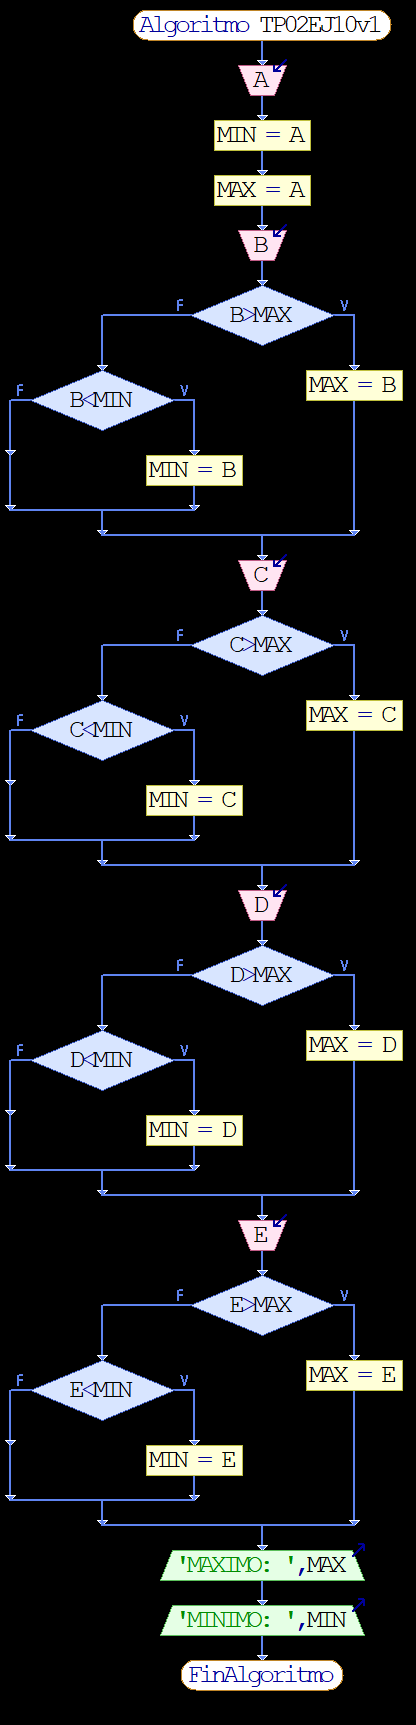 Algoritmo TP02EJ10v1
A
MIN = A
MAX = A
B
B>MAX
F
V
MAX = B
B<MIN
F
V
MIN = B
C
C>MAX
F
V
MAX = C
C<MIN
F
V
MIN = C
D
D>MAX
F
V
MAX = D
D<MIN
F
V
MIN = D
E
E>MAX
F
V
MAX = E
E<MIN
F
V
MIN = E
'MAXIMO: ',MAX
'MINIMO: ',MIN
FinAlgoritmo